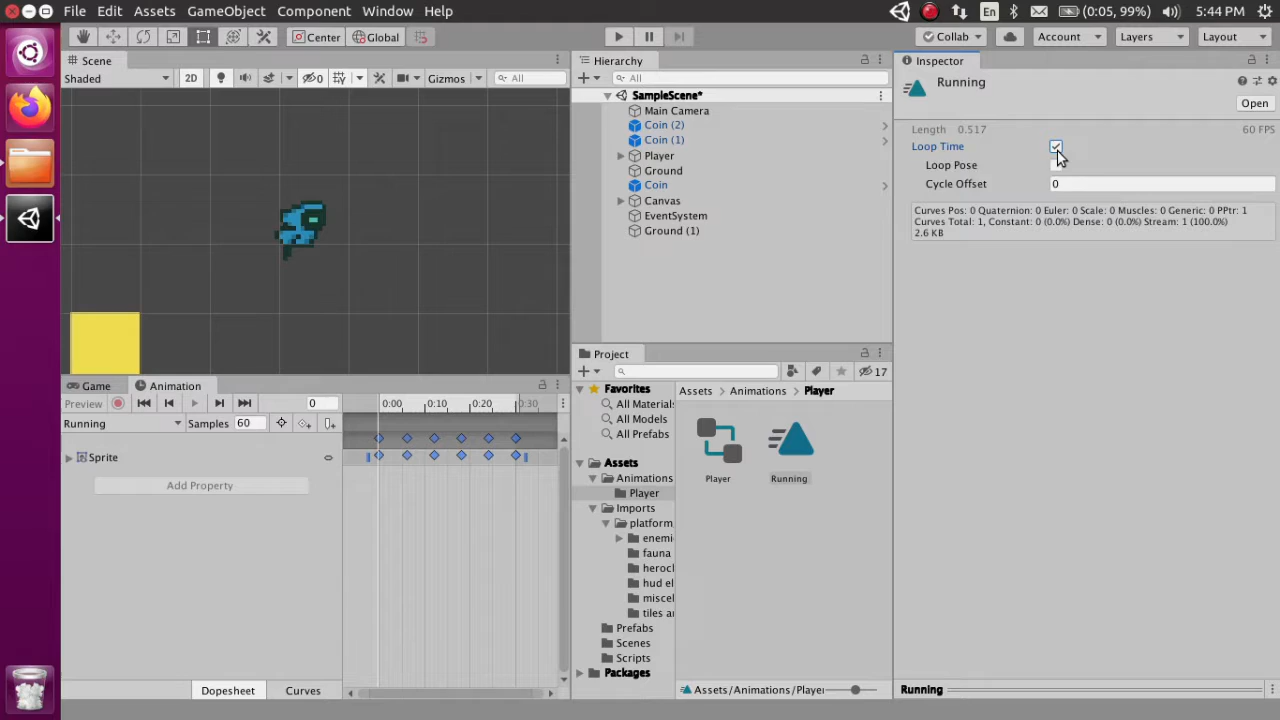 File Edit Assets GameObject Component Window Help En (0:05, 99%) 5:44 PM
Center Global Collab Account Layers Layout
Scene
Shaded 2D 0 Gizmos All
Game Animation
Preview 0 0:00 0:10 0:20 0:30
Running Samples 60
Sprite
Add Property
Dopesheet Curves
Hierarchy
All
SampleScene*
Main Camera
Coin (2)
Coin (1)
Player
Ground
Coin
Canvas
EventSystem
Ground (1)
Project
17
Favorites
All Materials
All Models
All Prefabs
Assets
Animations
Player
Imports
platform_
enemi
fauna
heroch
hud el
miscel
tiles ar
Prefabs
Scenes
Scripts
Packages
Assets Animations Player
Player Running
Assets/Animations/Player
Inspector
Running
Open
Length 0.517 60 FPS
Loop Time
Loop Pose
Cycle Offset 0
Curves Pos: 0 Quaternion: 0 Euler: 0 Scale: 0 Muscles: 0 Generic: 0 PPtr: 1
Curves Total: 1, Constant: 0 (0.0%) Dense: 0 (0.0%) Stream: 1 (100.0%)
2.6 KB
Running